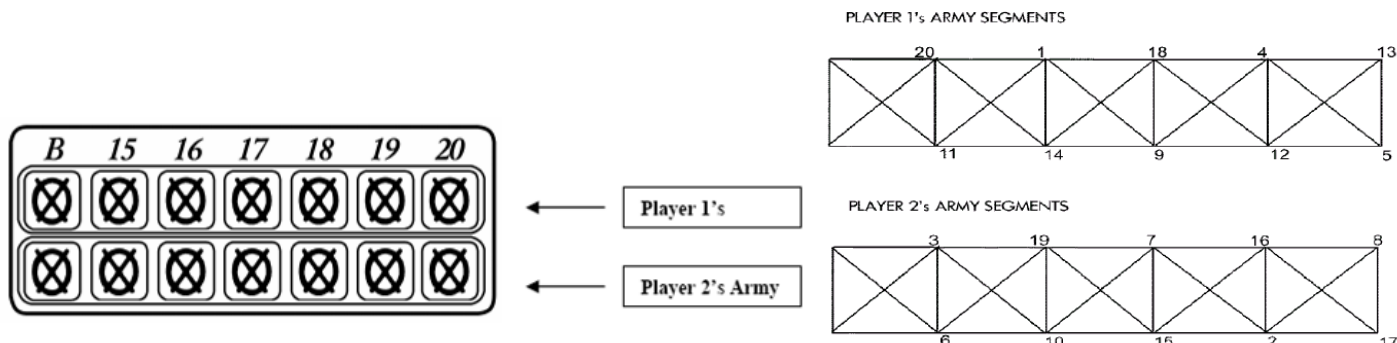 B 15 16 17 18 19 20
Player 1's
Player 2's Army
PLAYER 1's ARMY SEGMENTS
20 1 18 4 13
11 14 9 12 5
PLAYER 2's ARMY SEGMENTS
3 19 7 16 8
6 10 15 2 17